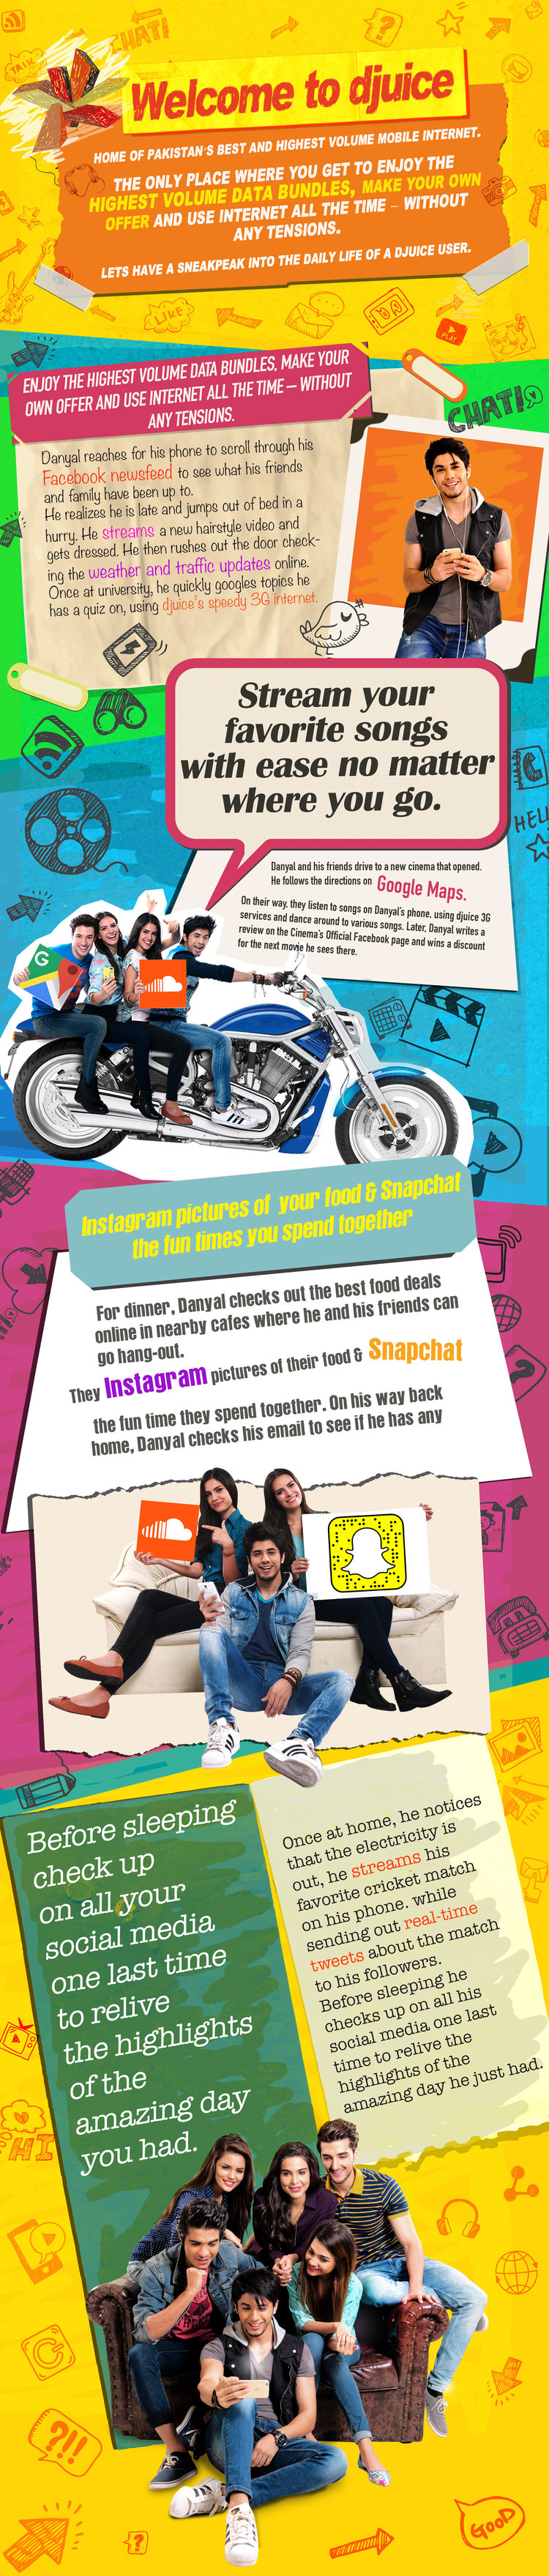 CHAT!
TALK
?
Welcome to djuice
HOME OF PAKISTAN'S BEST AND HIGHEST VOLUME MOBILE INTERNET.
THE ONLY PLACE WHERE YOU GET TO ENJOY THE
HIGHEST VOLUME DATA BUNDLES, MAKE YOUR OWN
OFFER AND USE INTERNET ALL THE TIME – WITHOUT
ANY TENSIONS.
LETS HAVE A SNEAKPEAK INTO THE DAILY LIFE OF A DJUICE USER.
LIKE
PLAY
ENJOY THE HIGHEST VOLUME DATA BUNDLES, MAKE YOUR
OWN OFFER AND USE INTERNET ALL THE TIME – WITHOUT
ANY TENSIONS.
CHAT!
Danyal reaches for his phone to scroll through his
Facebook newsfeed to see what his friends
and family have been up to.
He realizes he is late and jumps out of bed in a
hurry. He streams a new hairstyle video and
gets dressed. He then rushes out the door check-
ing the weather and traffic updates online.
Once at university, he quickly googles topics he
has a quiz on, using djuice's speedy 3G internet.
Stream your
favorite songs
with ease no matter
where you go.
HELL
Danyal and his friends drive to a new cinema that opened.
He follows the directions on Google Maps.
On their way, they listen to songs on Danyal's phone, using djuice 3G
services and dance around to various songs. Later, Danyal writes a
review on the Cinema's Official Facebook page and wins a discount
for the next movie he sees there.
G
Instagram pictures of your food & Snapchat
the fun times you spend together
For dinner, Danyal checks out the best food deals
online in nearby cafes where he and his friends can
go hang-out.
They Instagram pictures of their food & Snapchat
the fun time they spend together. On his way back
home, Danyal checks his email to see if he has any
?
Before sleeping
check up
on all your
social media
one last time
to relive
the highlights
of the
amazing day
you had.
Once at home, he notices
that the electricity is
out, he streams his
favorite cricket match
on his phone. while
sending out real-time
tweets about the match
to his followers.
Before sleeping he
checks up on all his
social media one last
time to relive the
highlights of the
amazing day he just had.
HI
?!!
?
GOOD